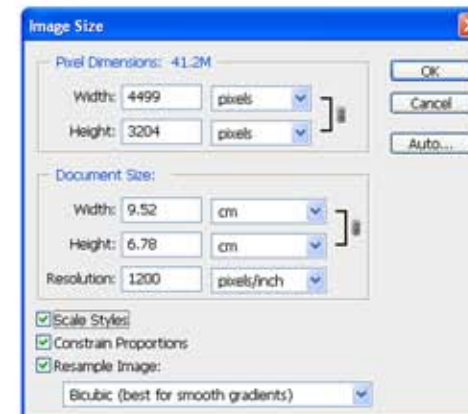 Image Size
Pixel Dimensions: 41.2M
Width: 4499 pixels
Height: 3204 pixels
Document Size:
Width: 9.52 cm
Height: 6.78 cm
Resolution: 1200 pixels/inch
Scale Styles
Constrain Proportions
Resample Image:
Bicubic (best for smooth gradients)
OK
Cancel
Auto...